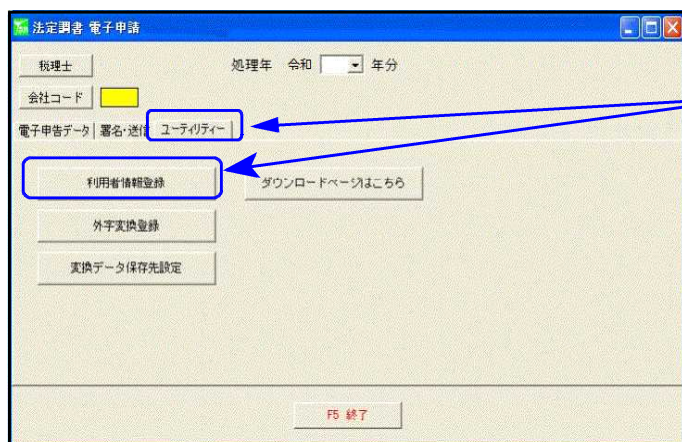 法定調書 電子申請
税理士 処理年 令和 年分
会社コード
電子申告データ 署名・送信 ユーティリティー
利用者情報登録 ダウンロードページはこちら
外字変換登録
変換データ保存先設定
F5 終了